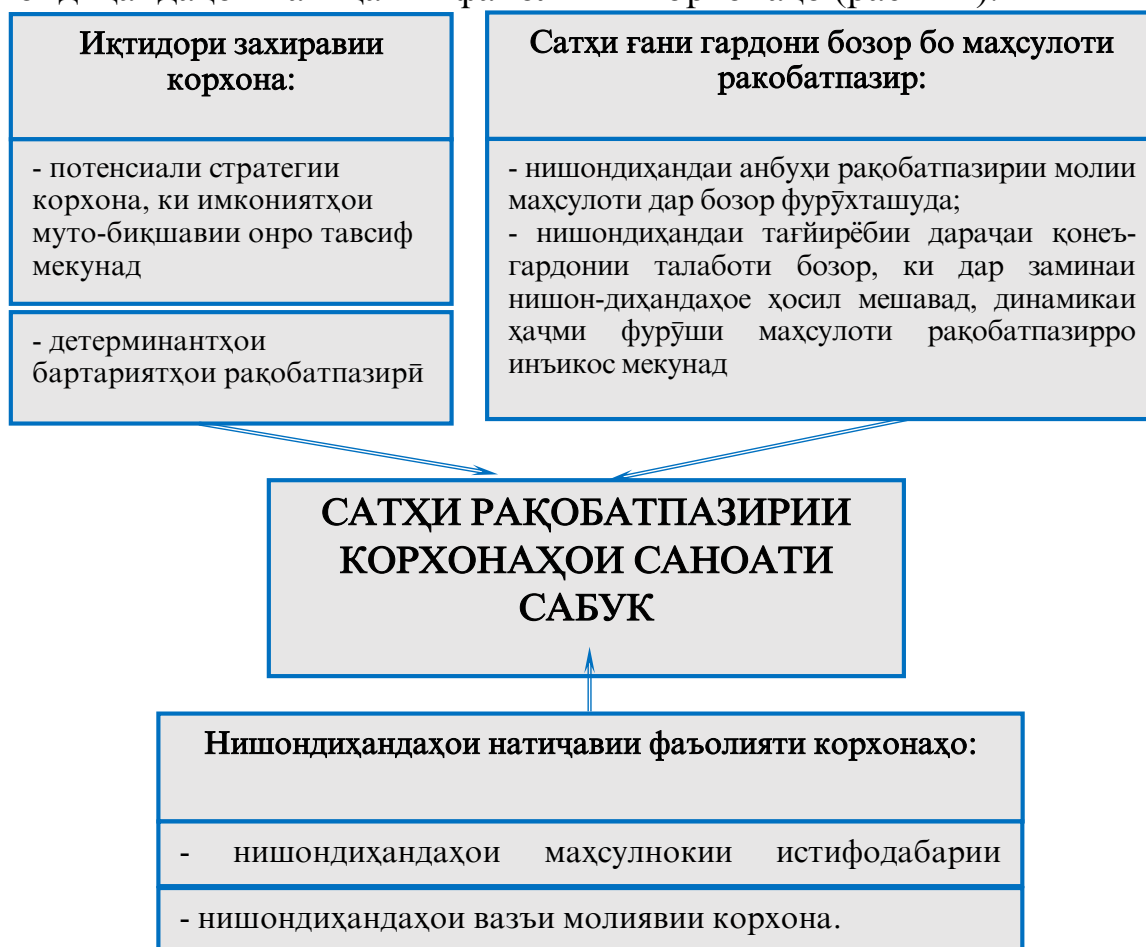 Иқтидори захиравии
корхона:
- потенсиали стратегии
корхона, ки имкониятҳои
муто-биқшавии онро тавсиф
мекунад
- детерминантҳои
бартариятҳои рақобатпазирӣ
Сатҳи ғани гардони бозор бо маҳсулоти
ракобатпазир:
- нишондиҳандаи анбуҳи рақобатпазирии молии
маҳсулоти дар бозор фурӯхташуда;
- нишондиҳандаи тағйирёбии дараҷаи қонеъ-
гардонии талаботи бозор, ки дар заминаи
нишон-диҳандаҳое ҳосил мешавад, динамикаи
ҳаҷми фурӯши маҳсулоти рақобатпазирро
инъикос мекунад
САТҲИ РАҚОБАТПАЗИРИИ
КОРХОНАҲОИ САНОАТИ
САБУК
Нишондиҳандаҳои натиҷавии фаъолияти корхонаҳо:
- нишондиҳандаҳои маҳсулнокии истифодабарии
- нишондиҳандаҳои вазъи молиявии корхона.